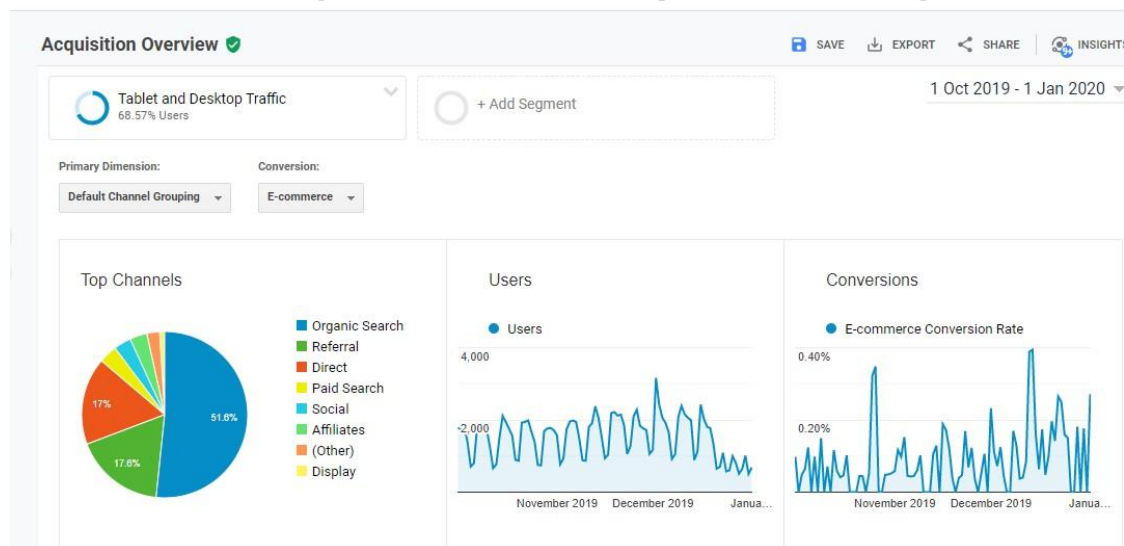 Acquisition Overview
SAVE EXPORT SHARE INSIGHTS
Tablet and Desktop Traffic
68.57% Users
+ Add Segment
1 Oct 2019 - 1 Jan 2020
Primary Dimension:
Conversion:
Default Channel Grouping
E-commerce
Top Channels
Organic Search
Referral
Direct
Paid Search
Social
Affiliates
(Other)
Display
17%
51.6%
17.6%
Users
Users
4,000
2,000
November 2019 December 2019 Janua...
Conversions
E-commerce Conversion Rate
0.40%
0.20%
November 2019 December 2019 Janua...